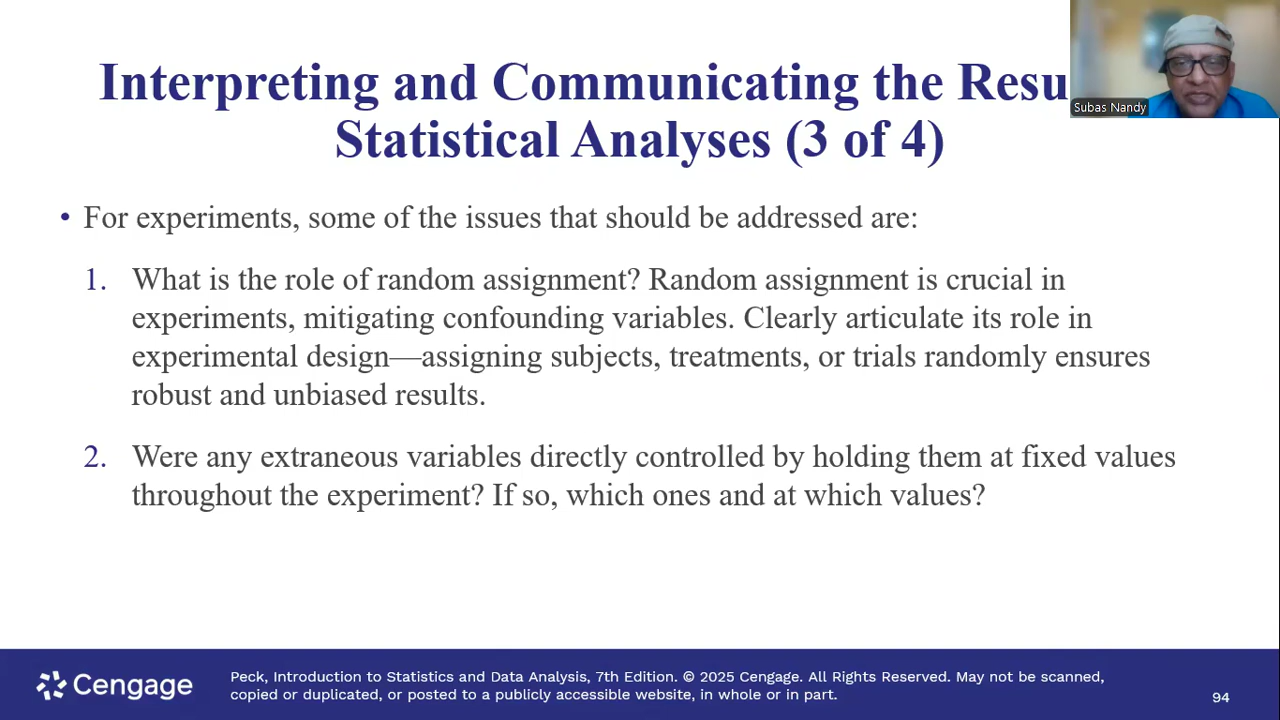 Interpreting and Communicating the Resu
Statistical Analyses (3 of 4)
Subas Nandy
• For experiments, some of the issues that should be addressed are:
1. What is the role of random assignment? Random assignment is crucial in
experiments, mitigating confounding variables. Clearly articulate its role in
experimental design—assigning subjects, treatments, or trials randomly ensures
robust and unbiased results.
2. Were any extraneous variables directly controlled by holding them at fixed values
throughout the experiment? If so, which ones and at which values?
Cengage
Peck, Introduction to Statistics and Data Analysis, 7th Edition. © 2025 Cengage. All Rights Reserved. May not be scanned,
copied or duplicated, or posted to a publicly accessible website, in whole or in part.
94